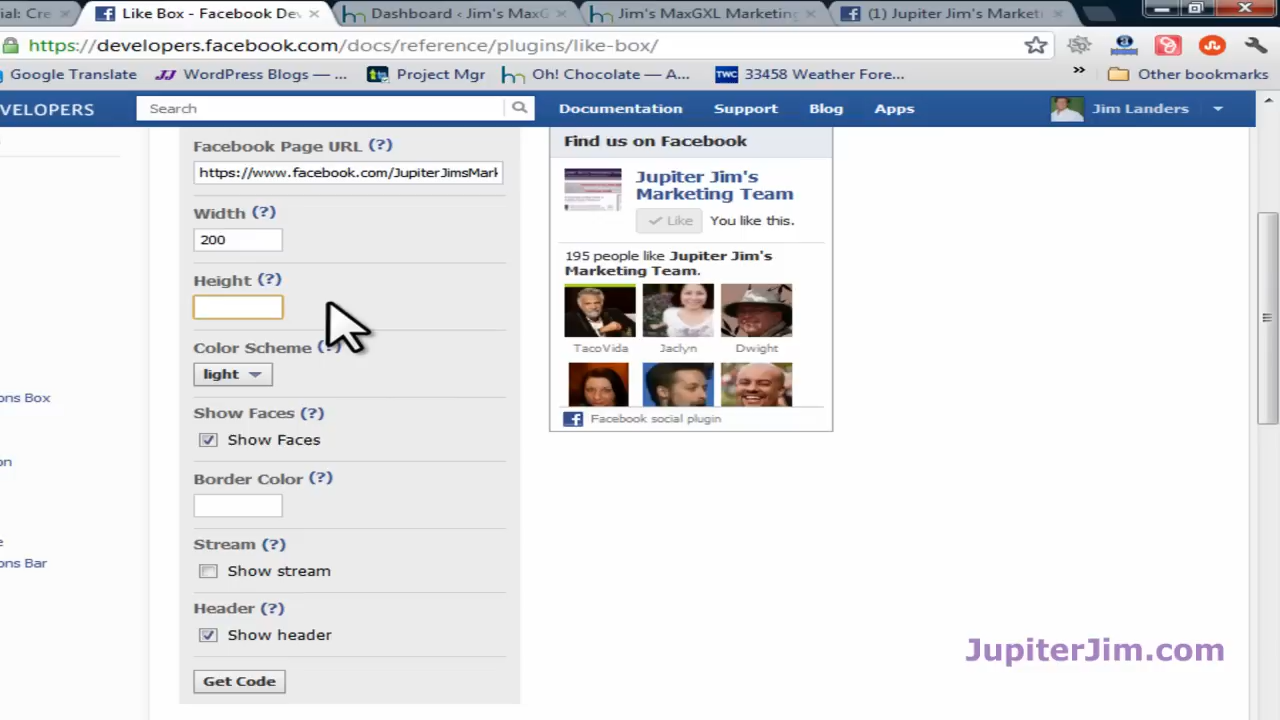 ial: Cre
Like Box - Facebook Dev
Dashboard ‹ Jim's MaxG
Jim's MaxGXL Marketing
(1) Jupiter Jim's Market
https://developers.facebook.com/docs/reference/plugins/like-box/
Google Translate
WordPress Blogs — ...
Project Mgr
Oh! Chocolate — A...
TWC
33458 Weather Fore...
»
Other bookmarks
EVELOPERS
Search
Documentation
Support
Blog
Apps
Jim Landers
Facebook Page URL (?)
https://www.facebook.com/JupiterJimsMark
Width (?)
200
Height (?)
Color Scheme (?)
light
Show Faces (?)
Show Faces
Border Color (?)
Stream (?)
Show stream
Header (?)
Show header
Get Code
ons Box
on
e
ons Bar
Find us on Facebook
Jupiter Jim's
Marketing Team
Like
You like this.
195 people like Jupiter Jim's
Marketing Team.
TacoVida
Jaclyn
Dwight
Facebook social plugin
JupiterJim.com